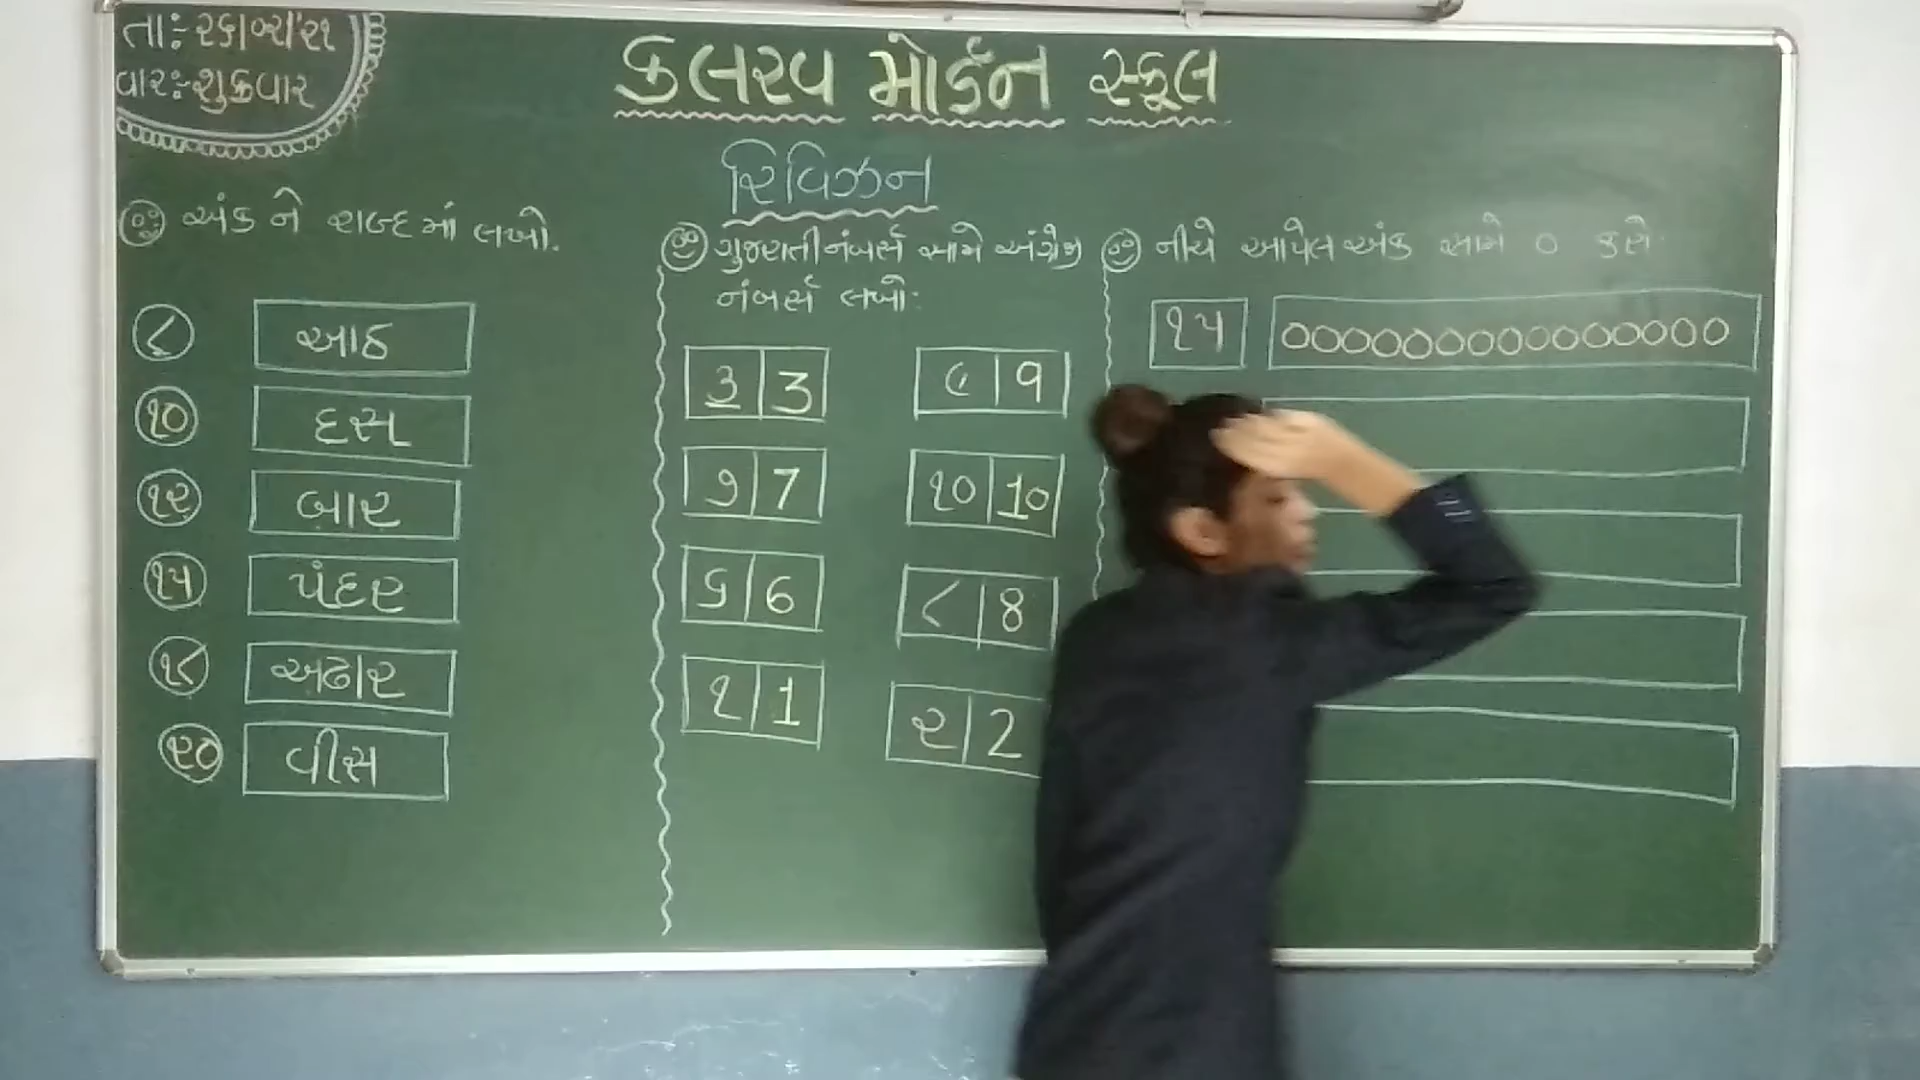 તા:-
વાર:-શુક્રવાર
કલરવ મોર્ડન સ્કૂલ
રિવિઝન
અંક ને શબ્દમાં લખો.
૮ આઠ
૧૦ દસ
૧૨ બાર
૧૫ પંદર
૧૮ અઢાર
૨૦ વીસ
ગુજરાતી નંબર્સ સામે અંગ્રેજી
નંબર્સ લખો:
૩ 3
૭ 7
૬ 6
૧ 1
૯ 9
૧૦ 10
૮ 8
૨ 2
નીચે આપેલ અંક સામે ૦ કરો.
૧૫ ０００００００００００００００